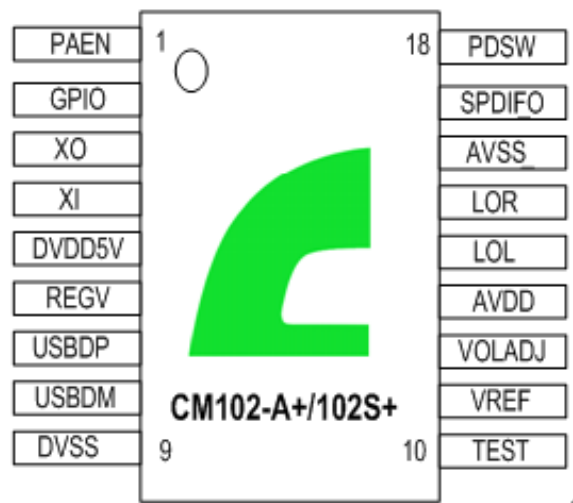 PAEN 1 18 PDSW
GPIO SPDIFO
XO AVSS_
XI LOR
DVDD5V LOL
REGV AVDD
USBDP VOLADJ
USBDM CM102-A+/102S+ VREF
DVSS 9 10 TEST